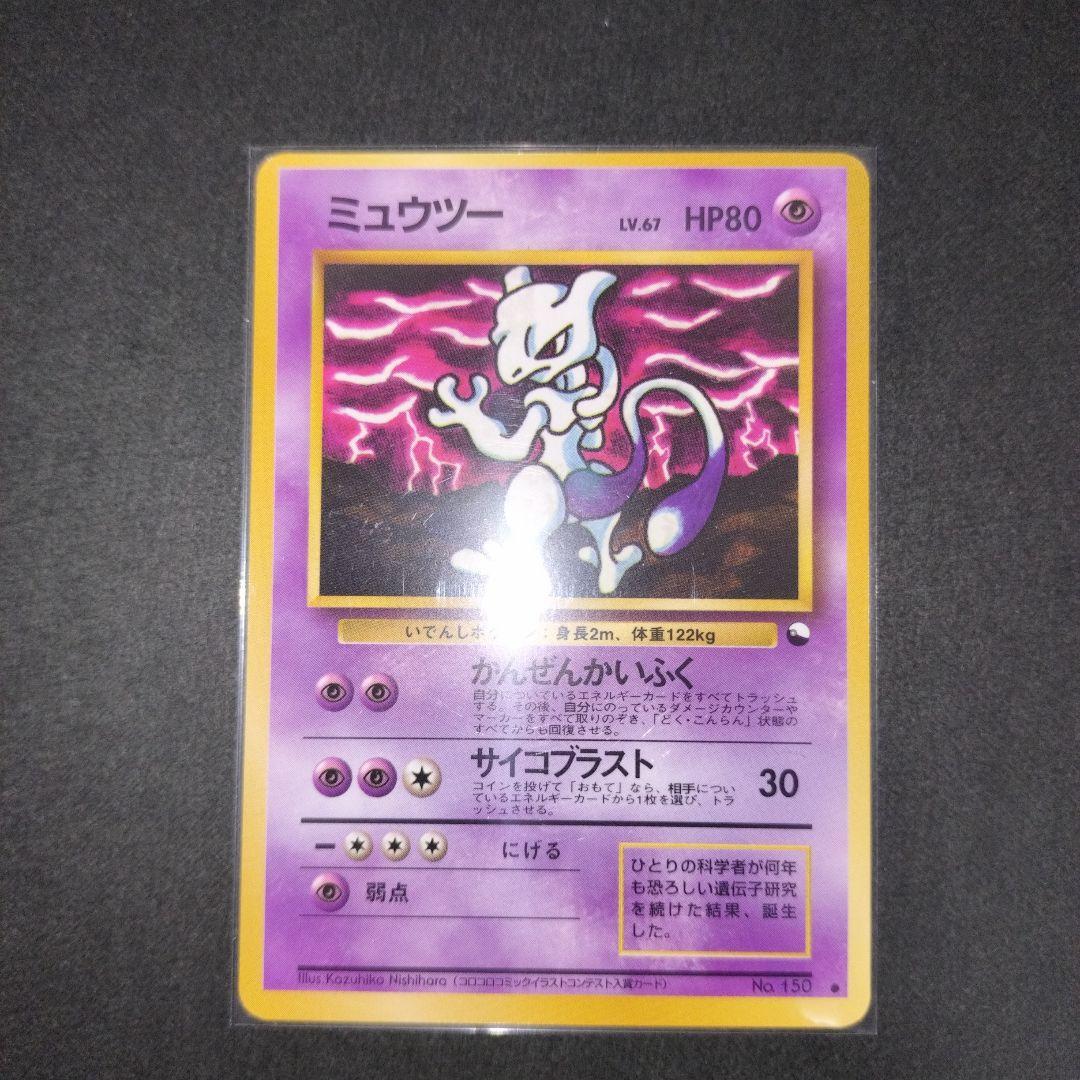 ミュウツー LV.67 HP80
いでんしポケモン：身長2m、体重122kg
かんぜんかいふく
自分についているエネルギーカードをすべてトラッシュ
する。その後、自分にのっているダメージカウンターや
マーカーをすべて取りのぞき、「どく・こんらん」状態の
すべてからも回復させる。
サイコブラスト 30
コインを投げて「おもて」なら、相手につい
ているエネルギーカードから1枚を選び、トラ
ッシュさせる。
ー にげる
弱点
ひとりの科学者が何年
も恐ろしい遺伝子研究
を続けた結果、誕生
した。
Illus. Kazuhiko Nishihara（コロコロコミックイラストコンテスト入賞カード） No. 150 ●